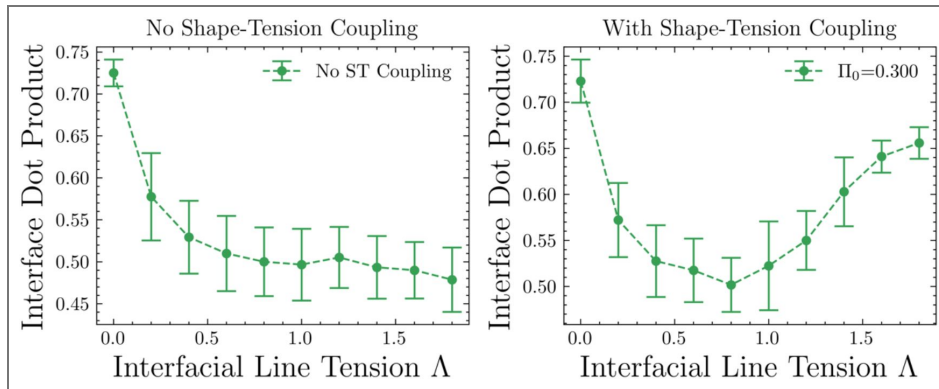 No Shape-Tension Coupling
Interface Dot Product
0.75
0.70
0.65
0.60
0.55
0.50
0.45
No ST Coupling
0.0
0.5
1.0
1.5
Interfacial Line Tension Λ
With Shape-Tension Coupling
Interface Dot Product
0.75
0.70
0.65
0.60
0.55
0.50
Π₀=0.300
0.0
0.5
1.0
1.5
Interfacial Line Tension Λ